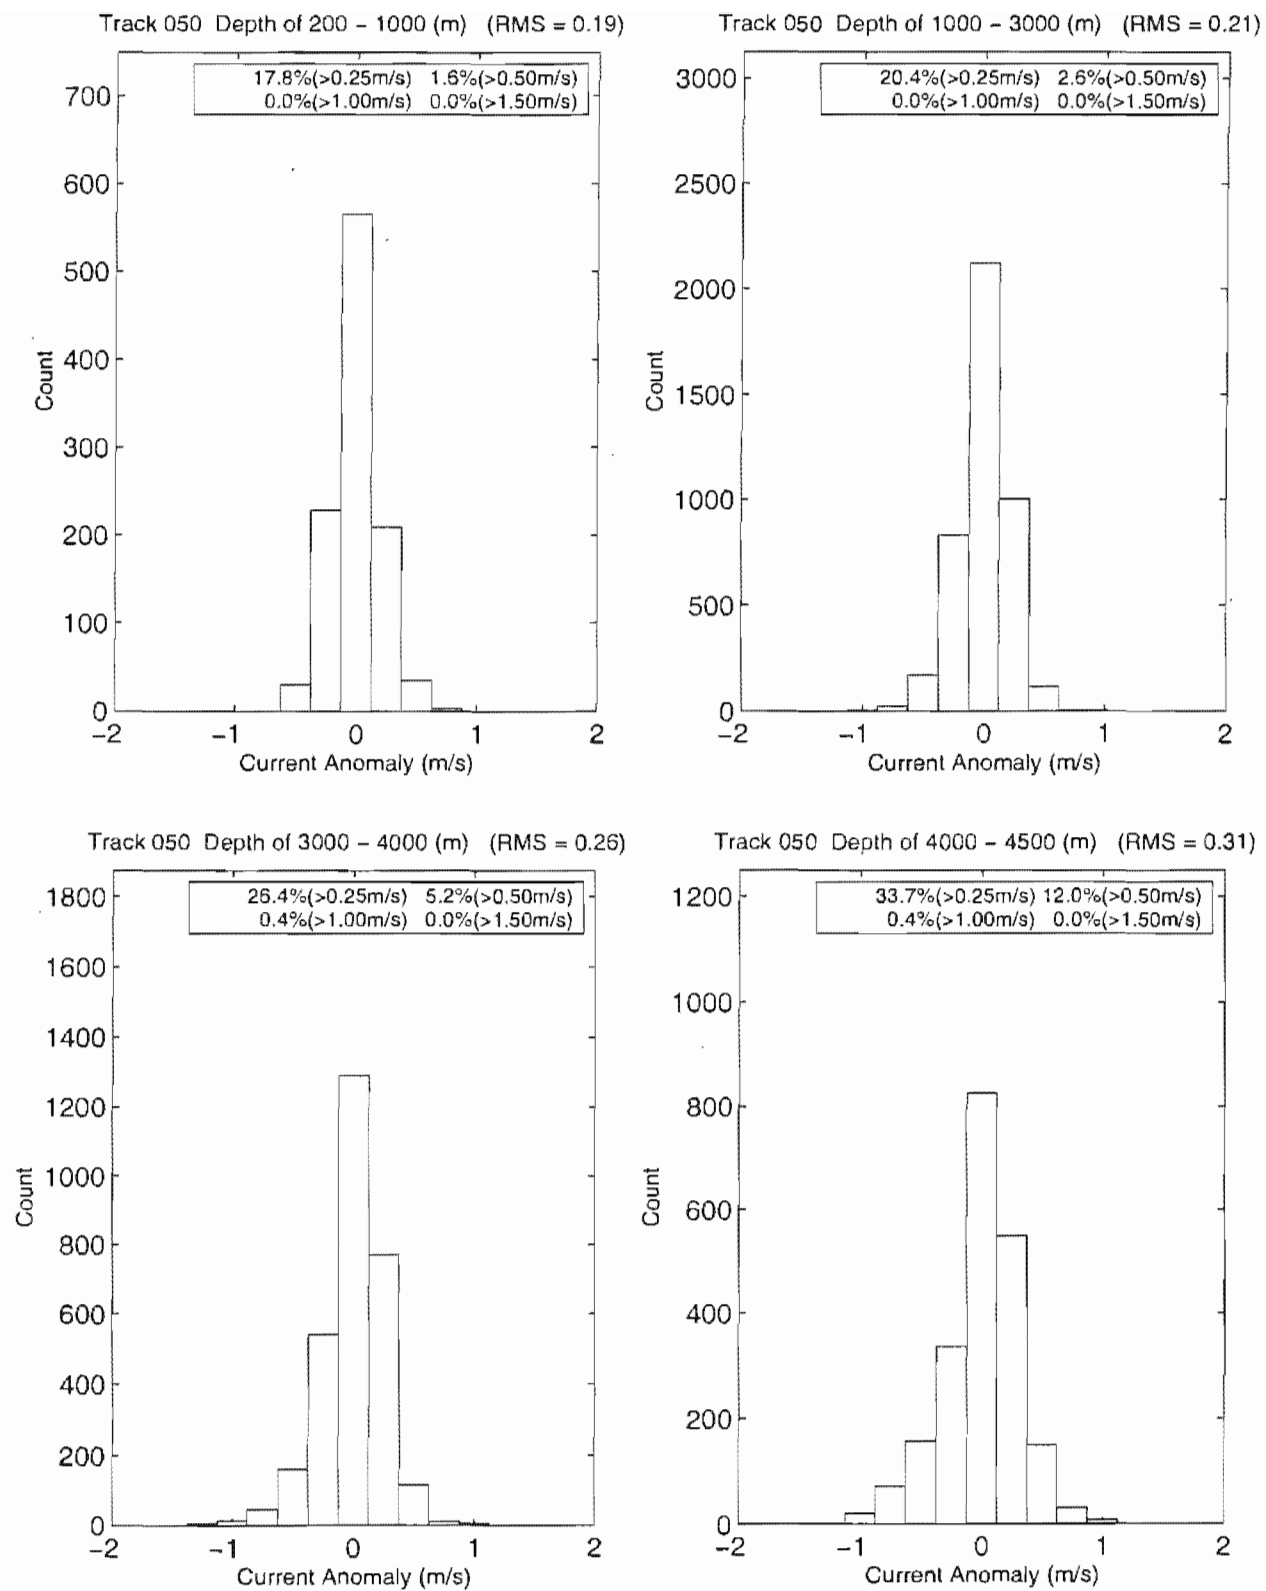 Track 050 Depth of 200 – 1000 (m) (RMS = 0.19)
17.8%(>0.25m/s) 1.6%(>0.50m/s)
0.0%(>1.00m/s) 0.0%(>1.50m/s)
700
600
500
400
300
200
100
0
Count
−2 −1 0 1 2
Current Anomaly (m/s)
Track 050 Depth of 1000 – 3000 (m) (RMS = 0.21)
20.4%(>0.25m/s) 2.6%(>0.50m/s)
0.0%(>1.00m/s) 0.0%(>1.50m/s)
3000
2500
2000
1500
1000
500
0
Count
−2 −1 0 1 2
Current Anomaly (m/s)
Track 050 Depth of 3000 – 4000 (m) (RMS = 0.26)
26.4%(>0.25m/s) 5.2%(>0.50m/s)
0.4%(>1.00m/s) 0.0%(>1.50m/s)
1800
1600
1400
1200
1000
800
600
400
200
0
Count
−2 −1 0 1 2
Current Anomaly (m/s)
Track 050 Depth of 4000 – 4500 (m) (RMS = 0.31)
33.7%(>0.25m/s) 12.0%(>0.50m/s)
0.4%(>1.00m/s) 0.0%(>1.50m/s)
1200
1000
800
600
400
200
0
Count
−2 −1 0 1 2
Current Anomaly (m/s)